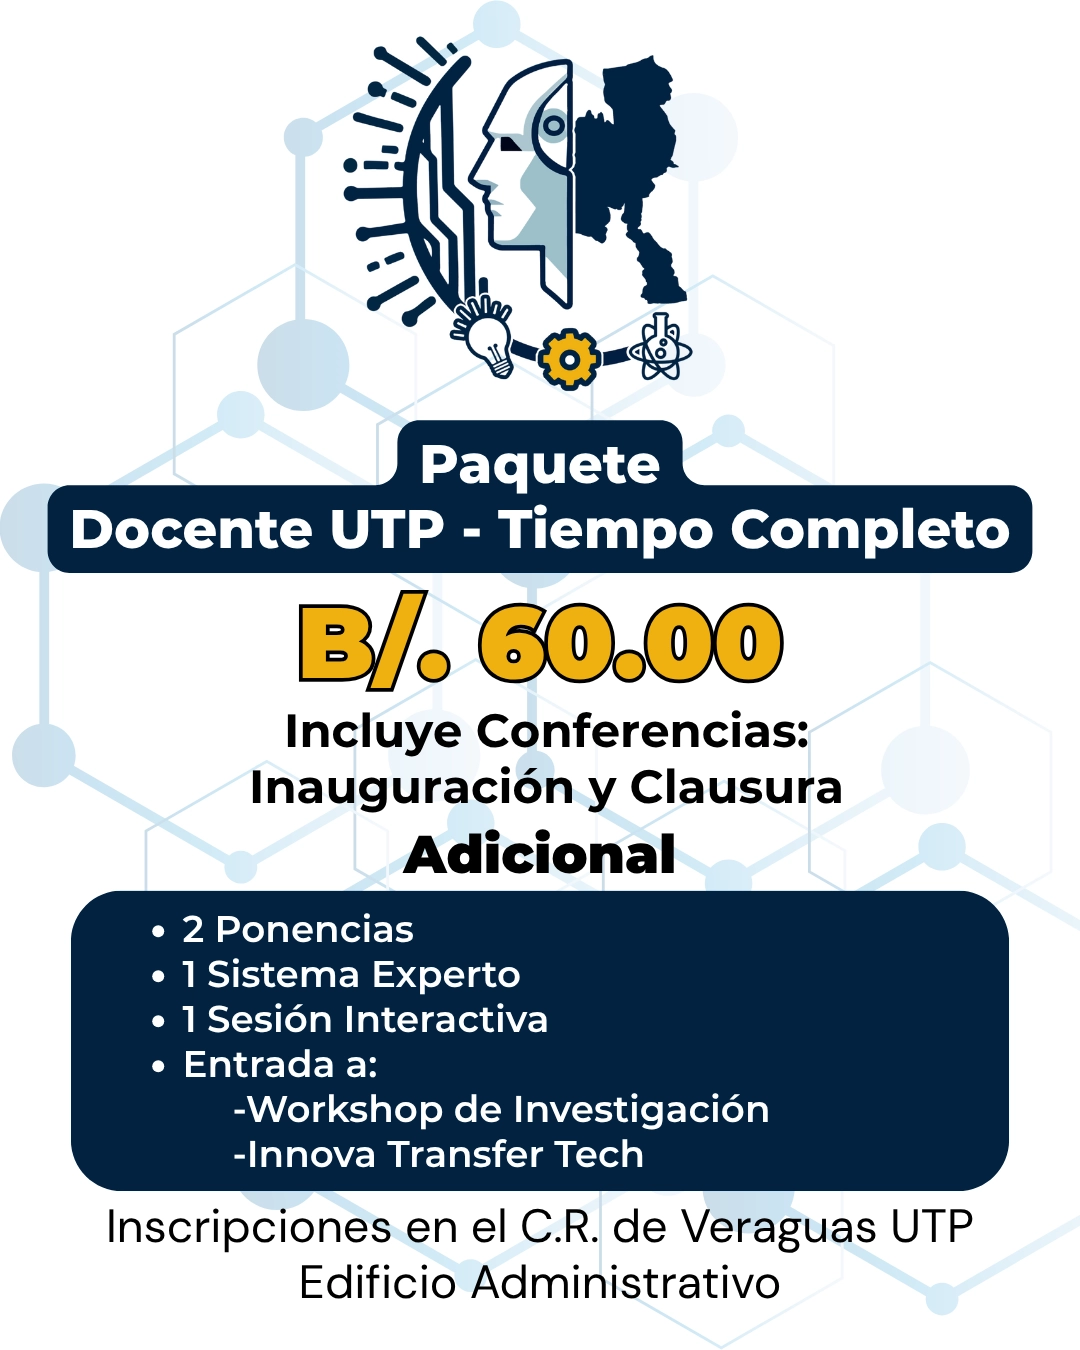 Paquete
Docente UTP - Tiempo Completo
B/. 60.00
Incluye Conferencias:
Inauguración y Clausura
Adicional
• 2 Ponencias
• 1 Sistema Experto
• 1 Sesión Interactiva
• Entrada a:
-Workshop de Investigación
-Innova Transfer Tech
Inscripciones en el C.R. de Veraguas UTP
Edificio Administrativo